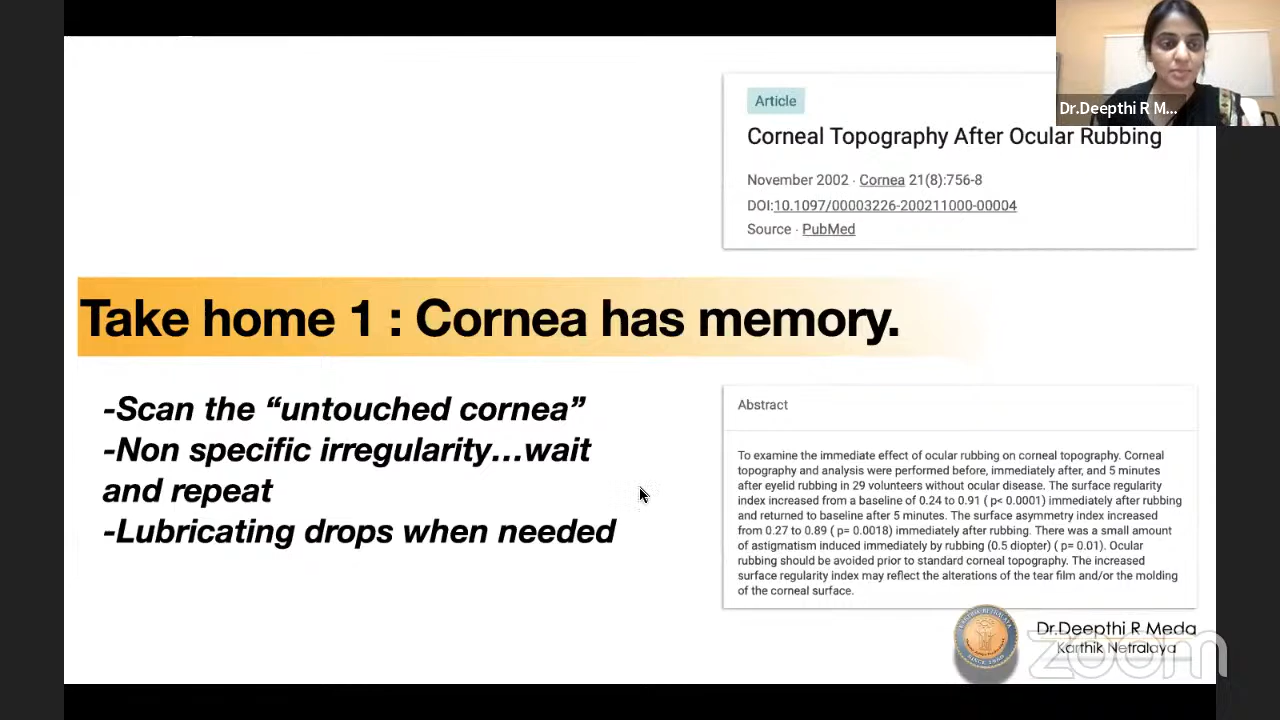 Dr.Deepthi R M...
Article
Corneal Topography After Ocular Rubbing
November 2002 · Cornea 21(8):756-8
DOI:10.1097/00003226-200211000-00004
Source · PubMed
Take home 1 : Cornea has memory.
-Scan the “untouched cornea”
-Non specific irregularity...wait
and repeat
-Lubricating drops when needed
Abstract
To examine the immediate effect of ocular rubbing on corneal topography. Corneal
topography and analysis were performed before, immediately after, and 5 minutes
after eyelid rubbing in 29 volunteers without ocular disease. The surface regularity
index increased from a baseline of 0.24 to 0.91 ( p< 0.0001) immediately after rubbing
and returned to baseline after 5 minutes. The surface asymmetry index increased
from 0.27 to 0.89 ( p= 0.0018) immediately after rubbing. There was a small amount
of astigmatism induced immediately by rubbing (0.5 diopter) ( p= 0.01). Ocular
rubbing should be avoided prior to standard corneal topography. The increased
surface regularity index may reflect the alterations of the tear film and/or the molding
of the corneal surface.
Dr.Deepthi R Meda
Karthik Netralaya
zoom